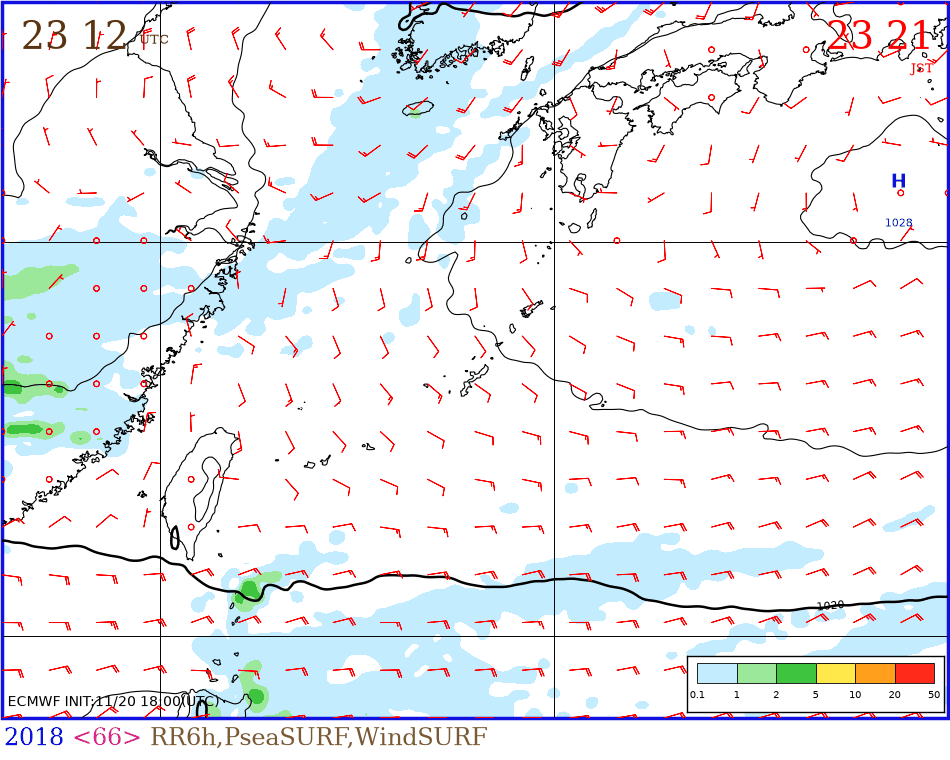 23 12 UTC
23 21 JST
H
1028
1020
0.1 1 2 5 10 20 50
ECMWF INIT:11/20 18:00(UTC)
2018 <66> RR6h,PseaSURF,WindSURF